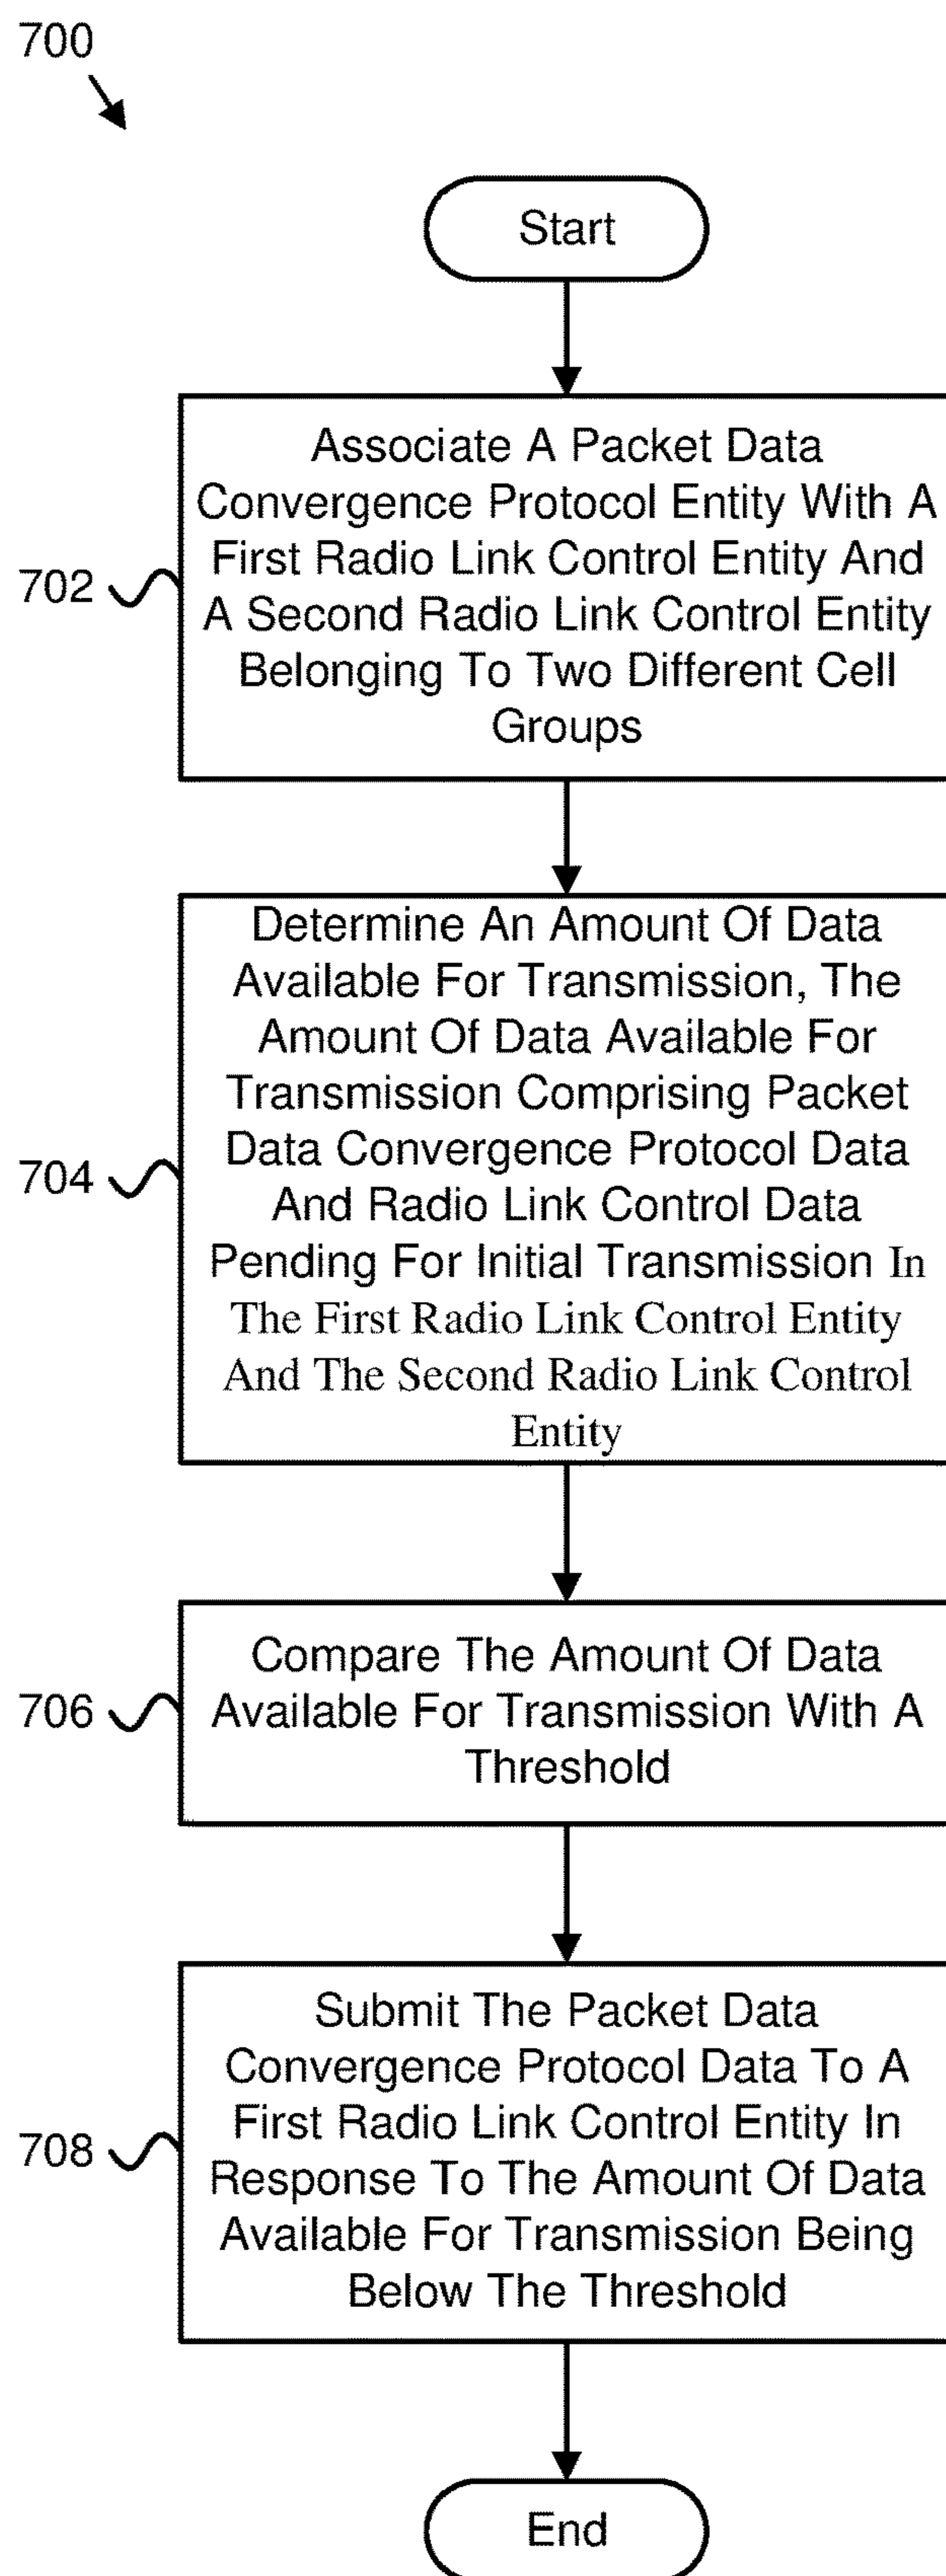 700
Start
702
Associate A Packet Data
Convergence Protocol Entity With A
First Radio Link Control Entity And
A Second Radio Link Control Entity
Belonging To Two Different Cell
Groups
704
Determine An Amount Of Data
Available For Transmission, The
Amount Of Data Available For
Transmission Comprising Packet
Data Convergence Protocol Data
And Radio Link Control Data
Pending For Initial Transmission In
The First Radio Link Control Entity
And The Second Radio Link Control
Entity
706
Compare The Amount Of Data
Available For Transmission With A
Threshold
708
Submit The Packet Data
Convergence Protocol Data To A
First Radio Link Control Entity In
Response To The Amount Of Data
Available For Transmission Being
Below The Threshold
End